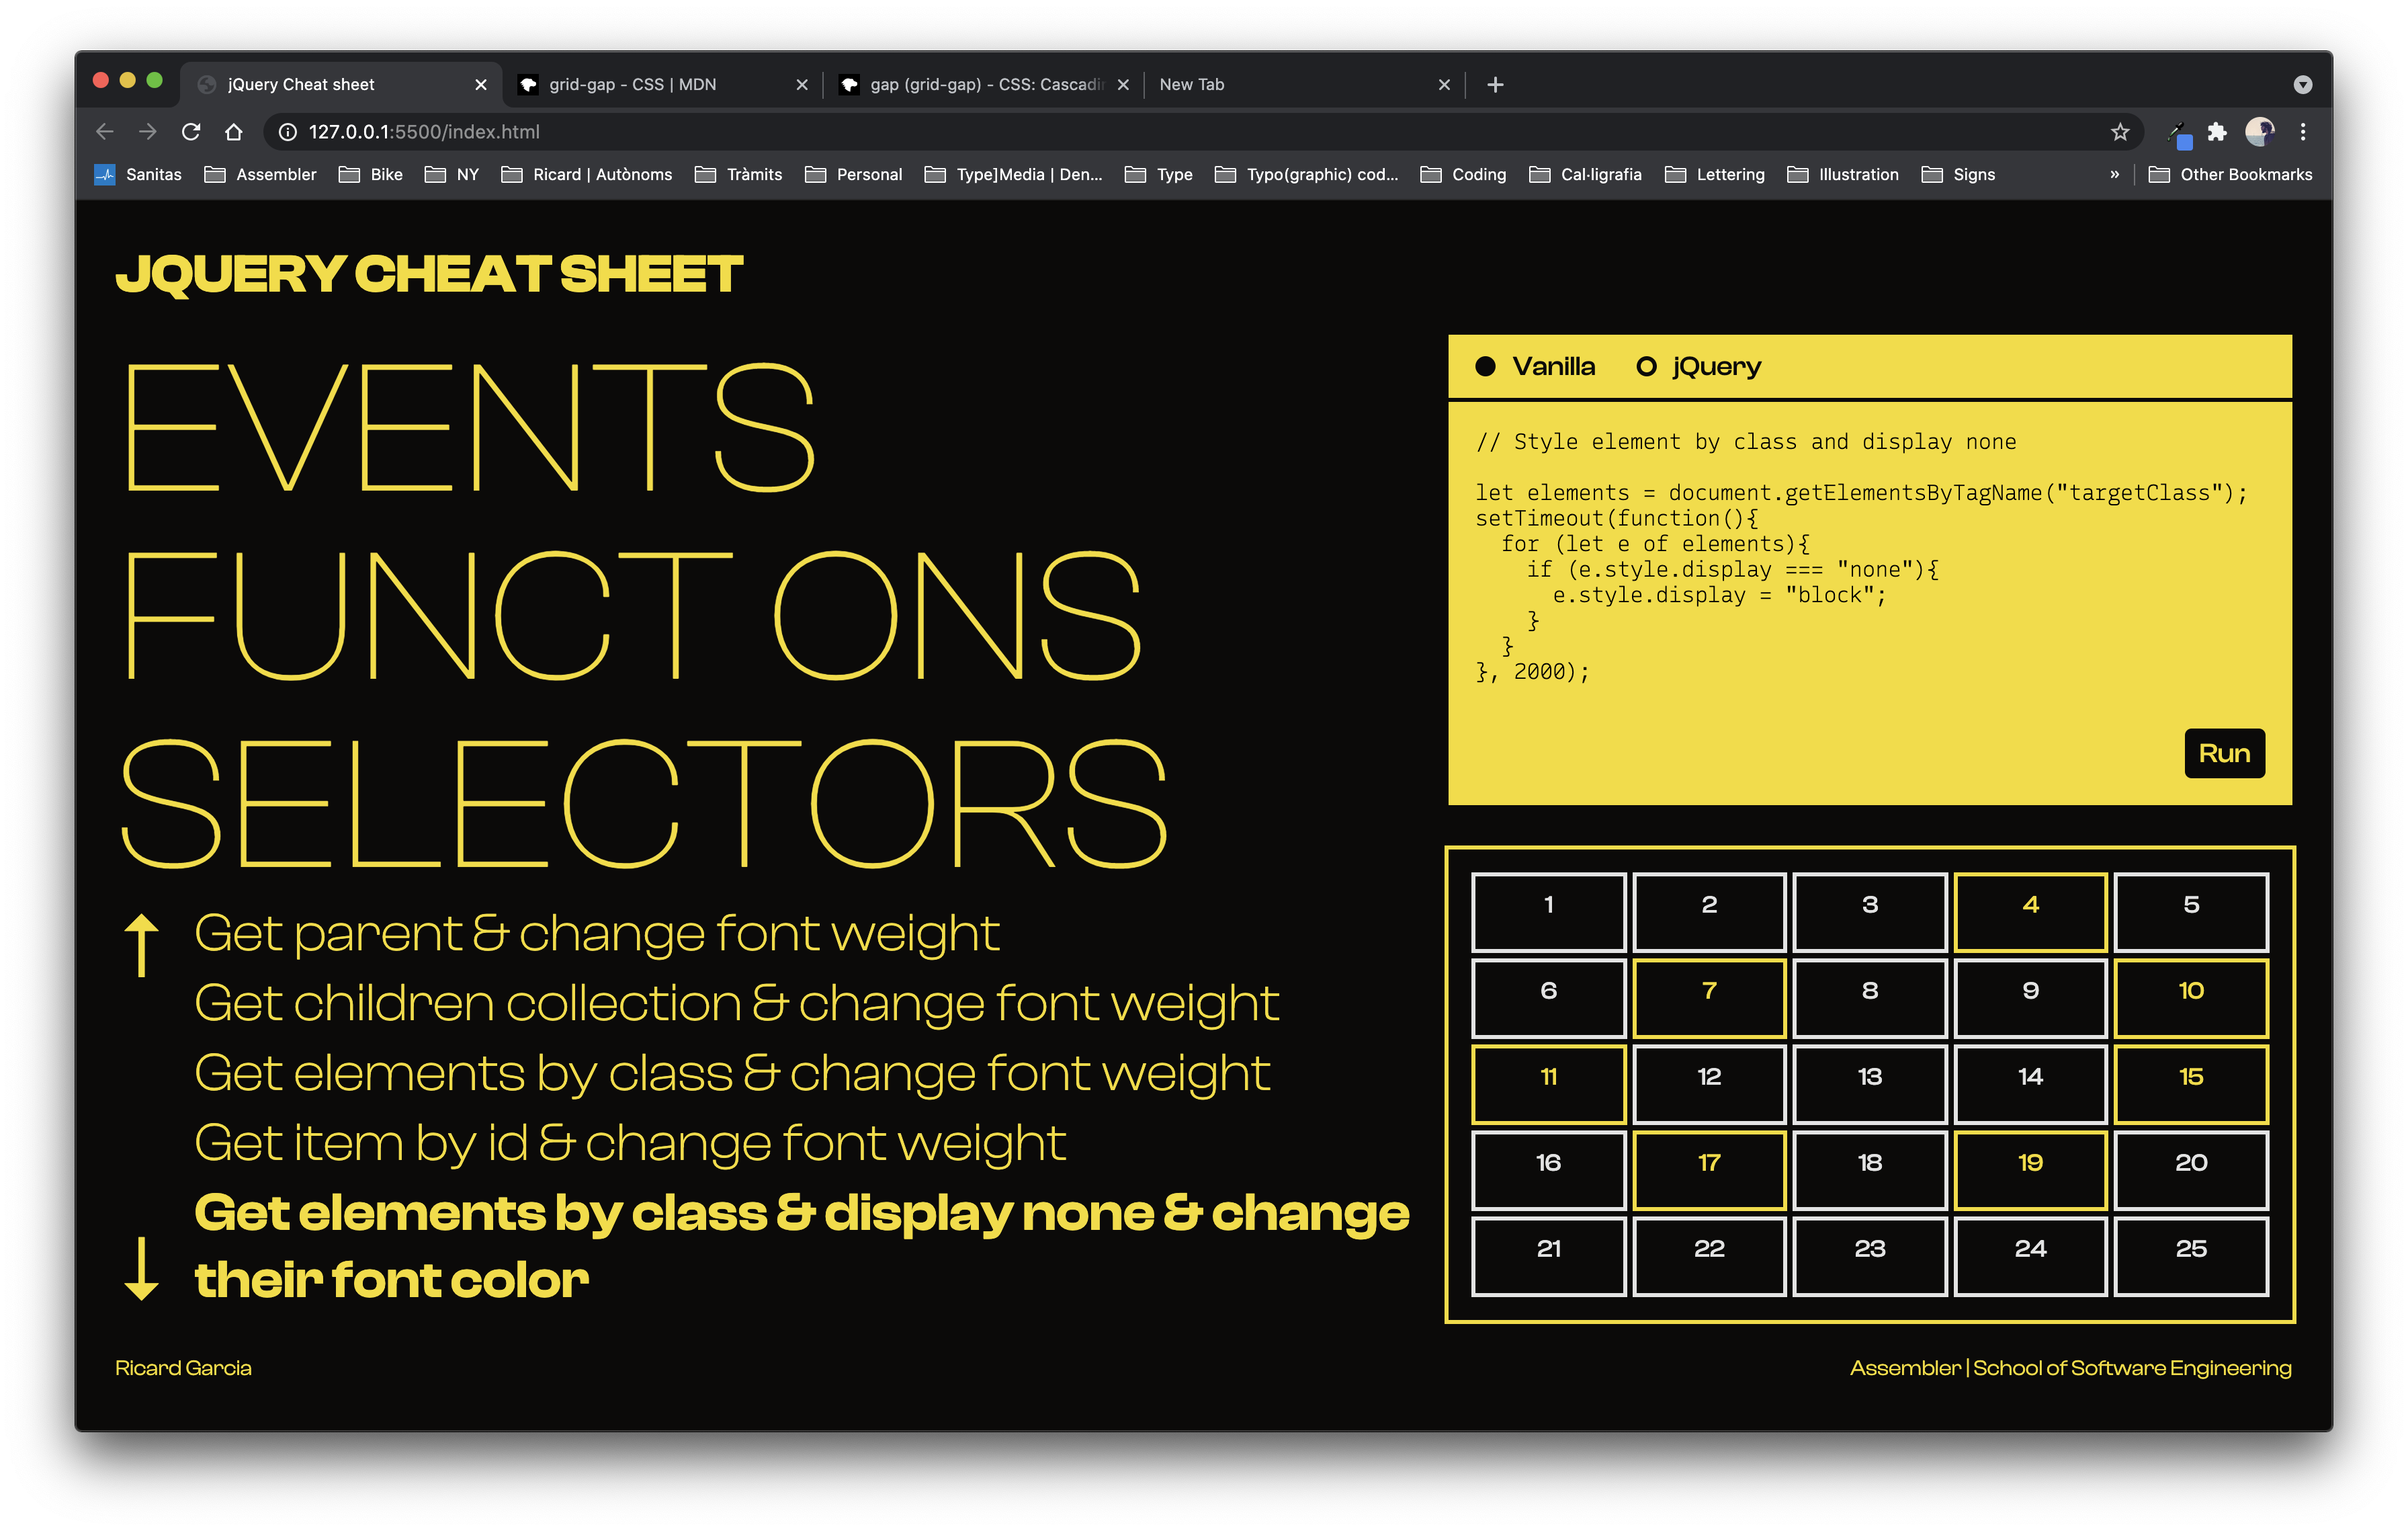 jQuery Cheat sheet
grid-gap - CSS | MDN
gap (grid-gap) - CSS: Cascadin
New Tab
127.0.0.1:5500/index.html
Sanitas Assembler Bike NY Ricard | Autònoms Tràmits Personal Type]Media | Den... Type Typo(graphic) cod... Coding Cal·ligrafia Lettering Illustration Signs » Other Bookmarks
JQUERY CHEAT SHEET
EVENTS
FUNCT ONS
SELECTORS
Get parent & change font weight
Get children collection & change font weight
Get elements by class & change font weight
Get item by id & change font weight
Get elements by class & display none & change
their font color
Vanilla jQuery
// Style element by class and display none
let elements = document.getElementsByTagName("targetClass");
setTimeout(function(){
  for (let e of elements){
    if (e.style.display === "none"){
      e.style.display = "block";
    }
  }
}, 2000);
Run
1 2 3 4 5
6 7 8 9 10
11 12 13 14 15
16 17 18 19 20
21 22 23 24 25
Ricard Garcia
Assembler | School of Software Engineering